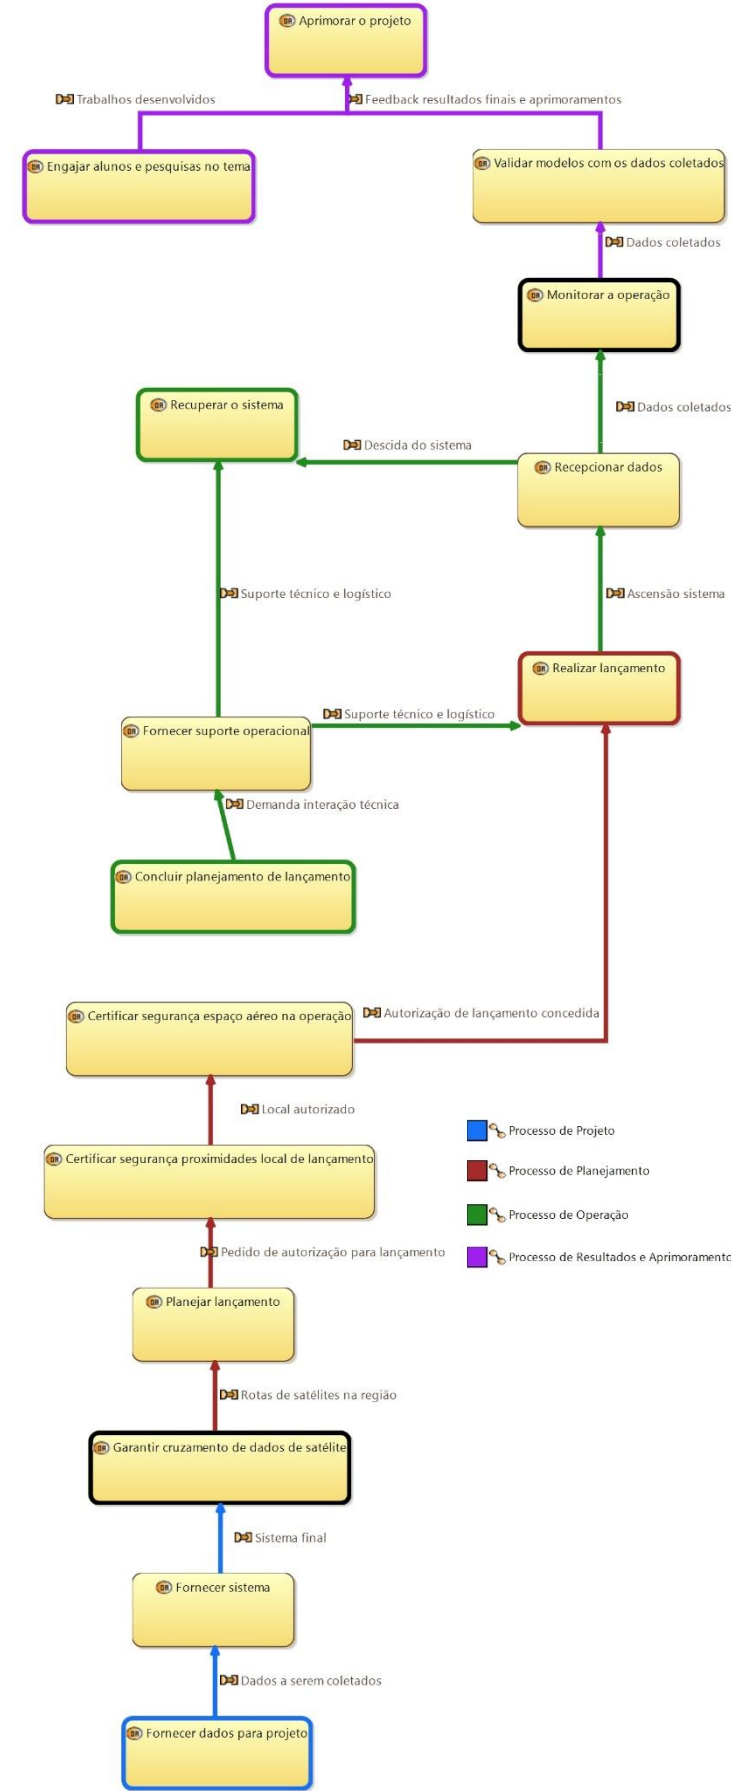 Aprimorar o projeto
Trabalhos desenvolvidos
Feedback resultados finais e aprimoramentos
Engajar alunos e pesquisas no tema
Validar modelos com os dados coletados
Dados coletados
Monitorar a operação
Recuperar o sistema
Dados coletados
Descida do sistema
Recepcionar dados
Suporte técnico e logístico
Ascensão sistema
Realizar lançamento
Suporte técnico e logístico
Fornecer suporte operacional
Demanda interação técnica
Concluir planejamento de lançamento
Certificar segurança espaço aéreo na operação
Autorização de lançamento concedida
Local autorizado
Processo de Projeto
Certificar segurança proximidades local de lançamento
Processo de Planejamento
Processo de Operação
Pedido de autorização para lançamento
Processo de Resultados e Aprimoramento
Planejar lançamento
Rotas de satélites na região
Garantir cruzamento de dados de satélite
Sistema final
Fornecer sistema
Dados a serem coletados
Fornecer dados para projeto